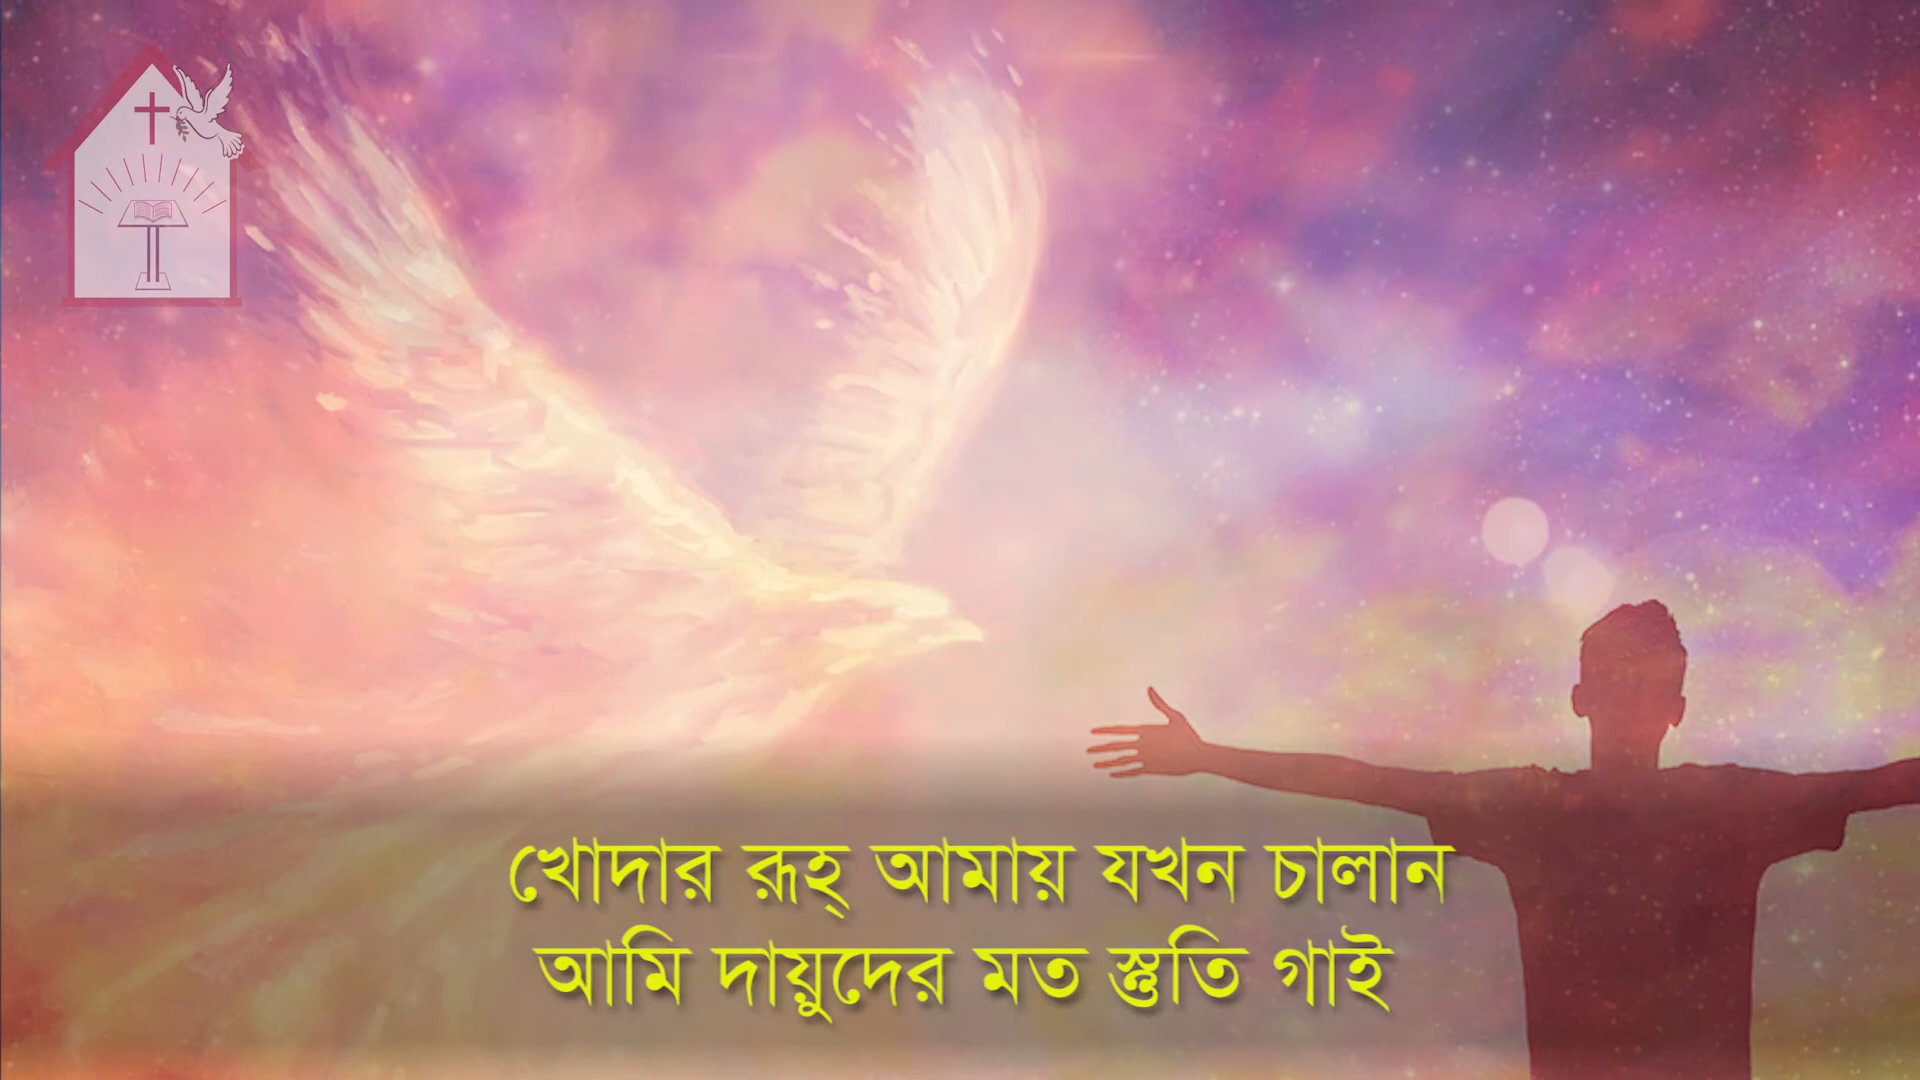 খোদার রূহ্ আমায় যখন চালান
আমি দায়ুদের মত স্তুতি গাই